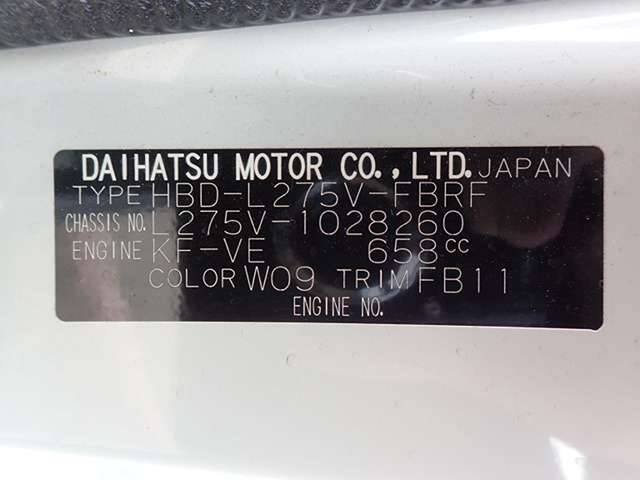 DAIHATSU MOTOR CO.,LTD. JAPAN
TYPE HBD-L275V-FBRF
CHASSIS NO. L275V-1028260
ENGINE KF-VE 658cc
COLOR W09 TRIM FB11
ENGINE NO.